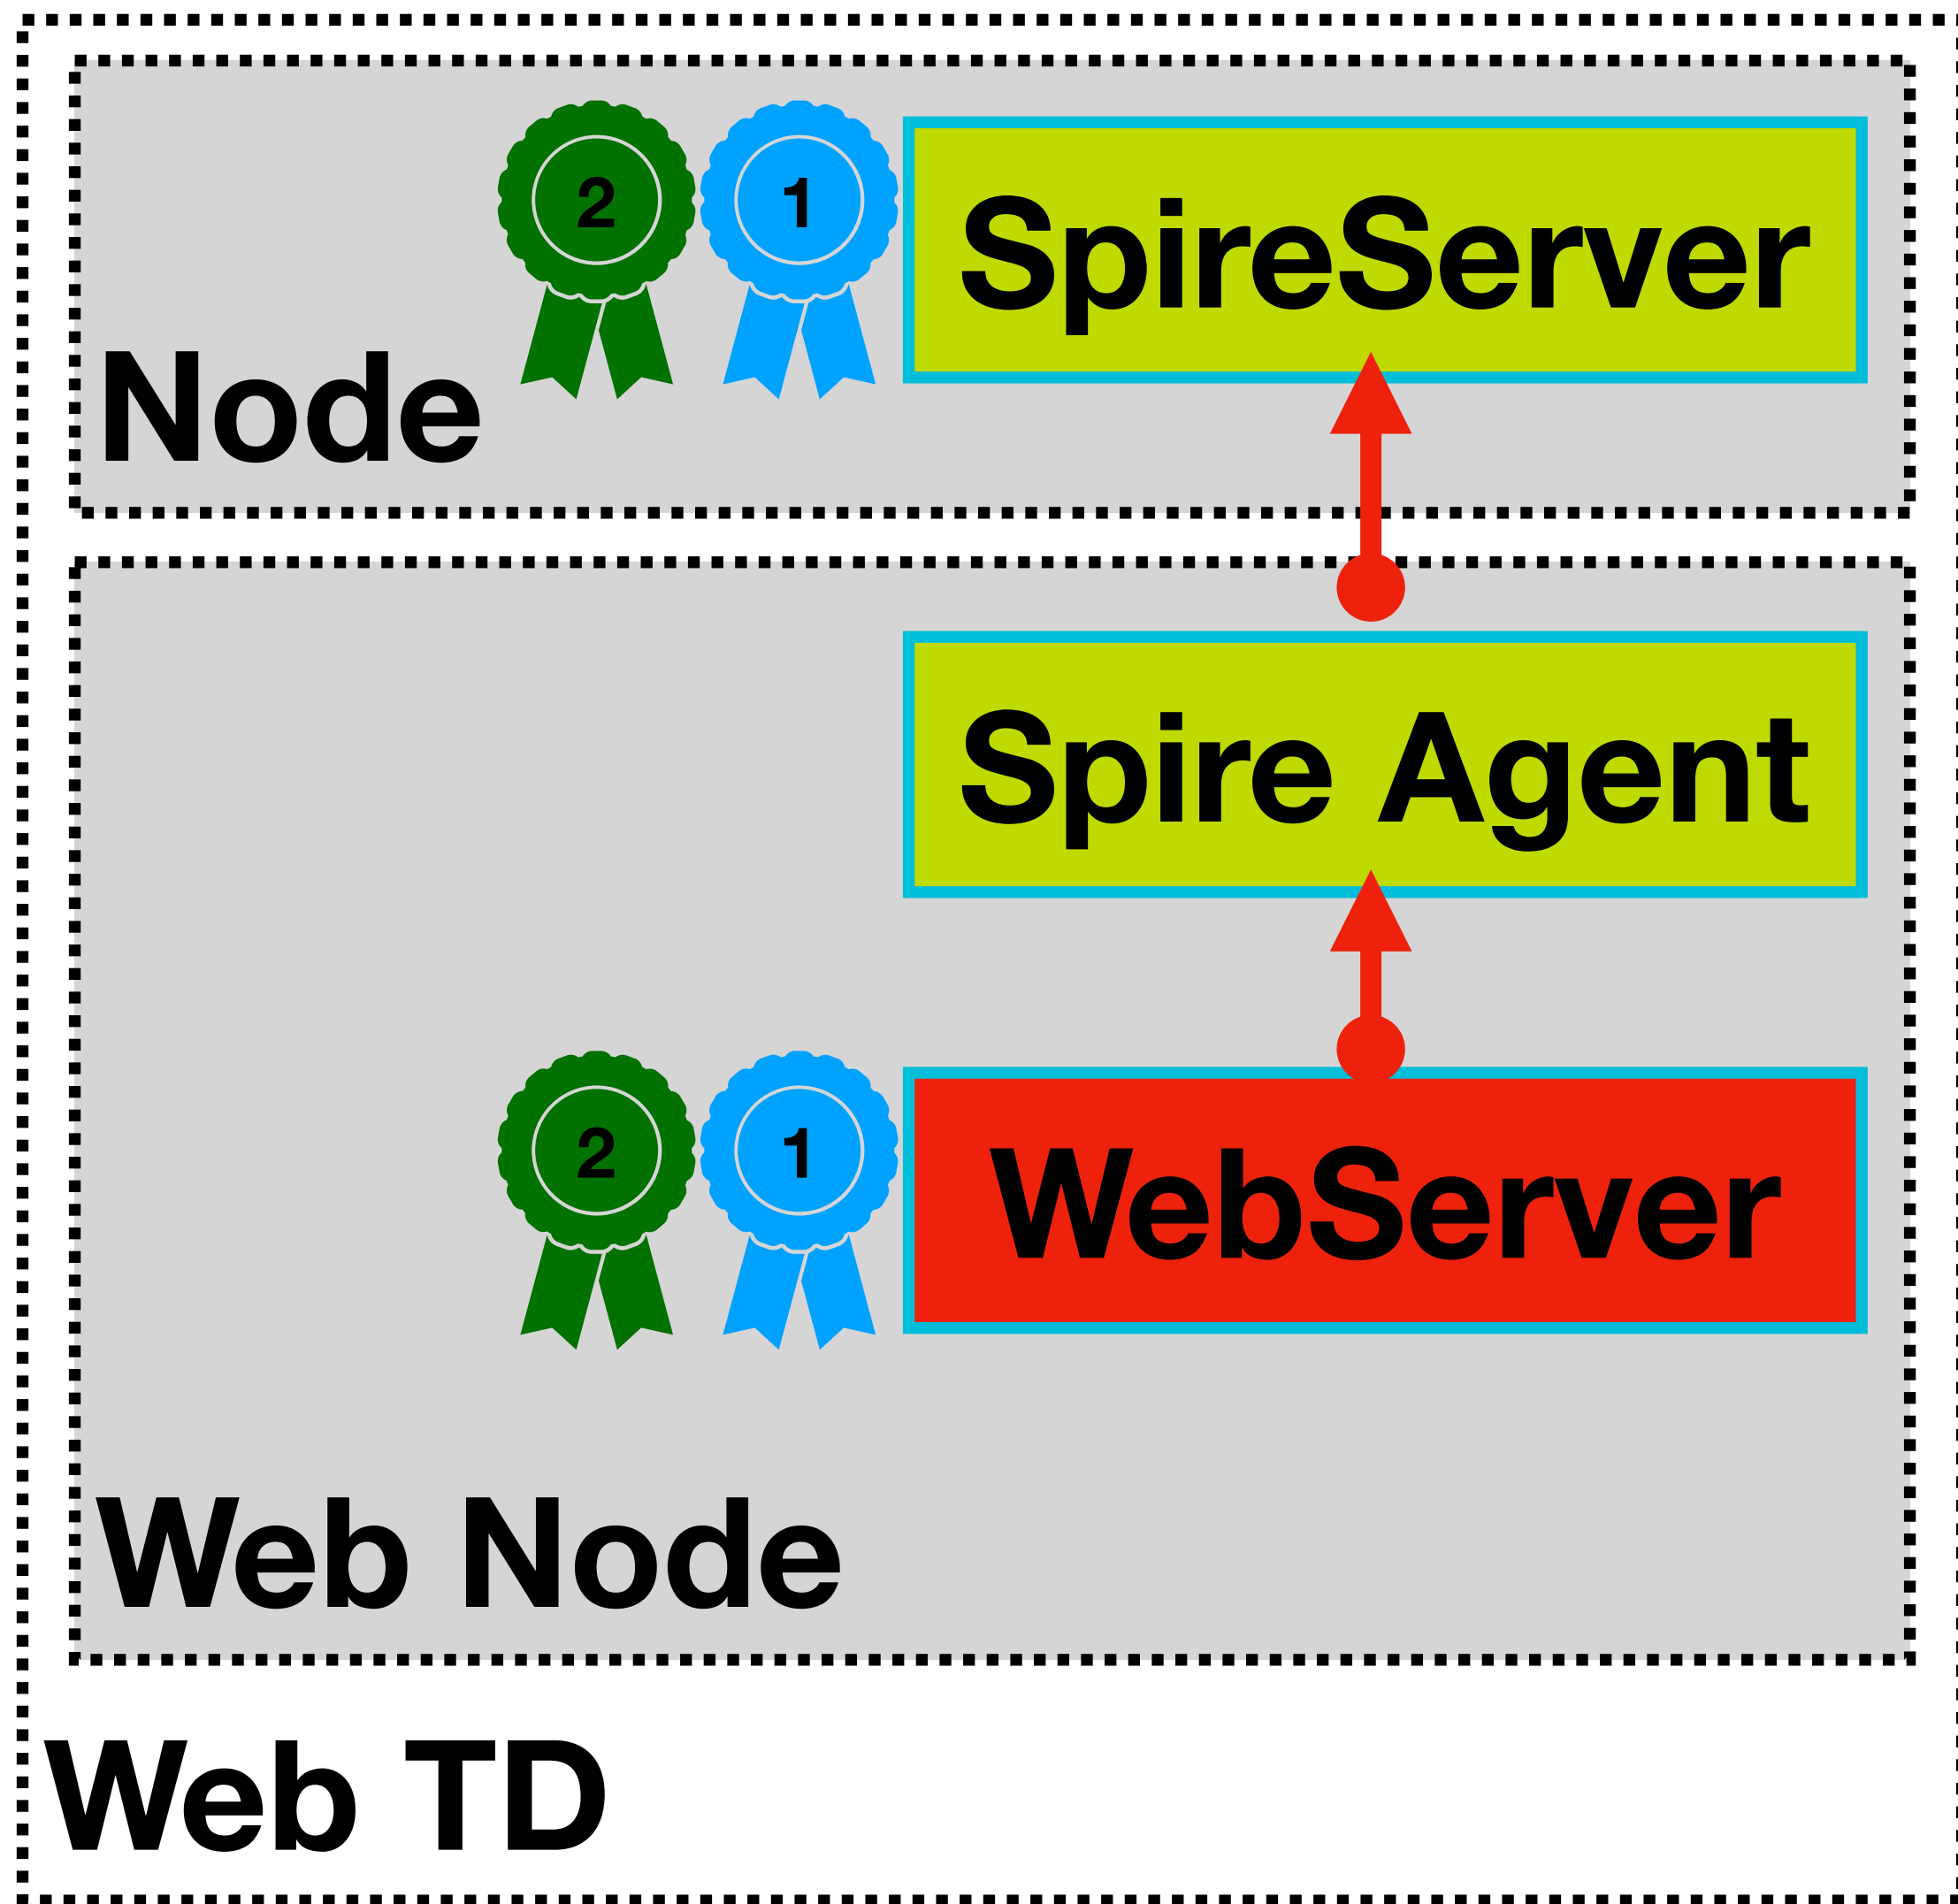 2 1 SpireServer
Node
Spire Agent
2 1 WebServer
Web Node
Web TD